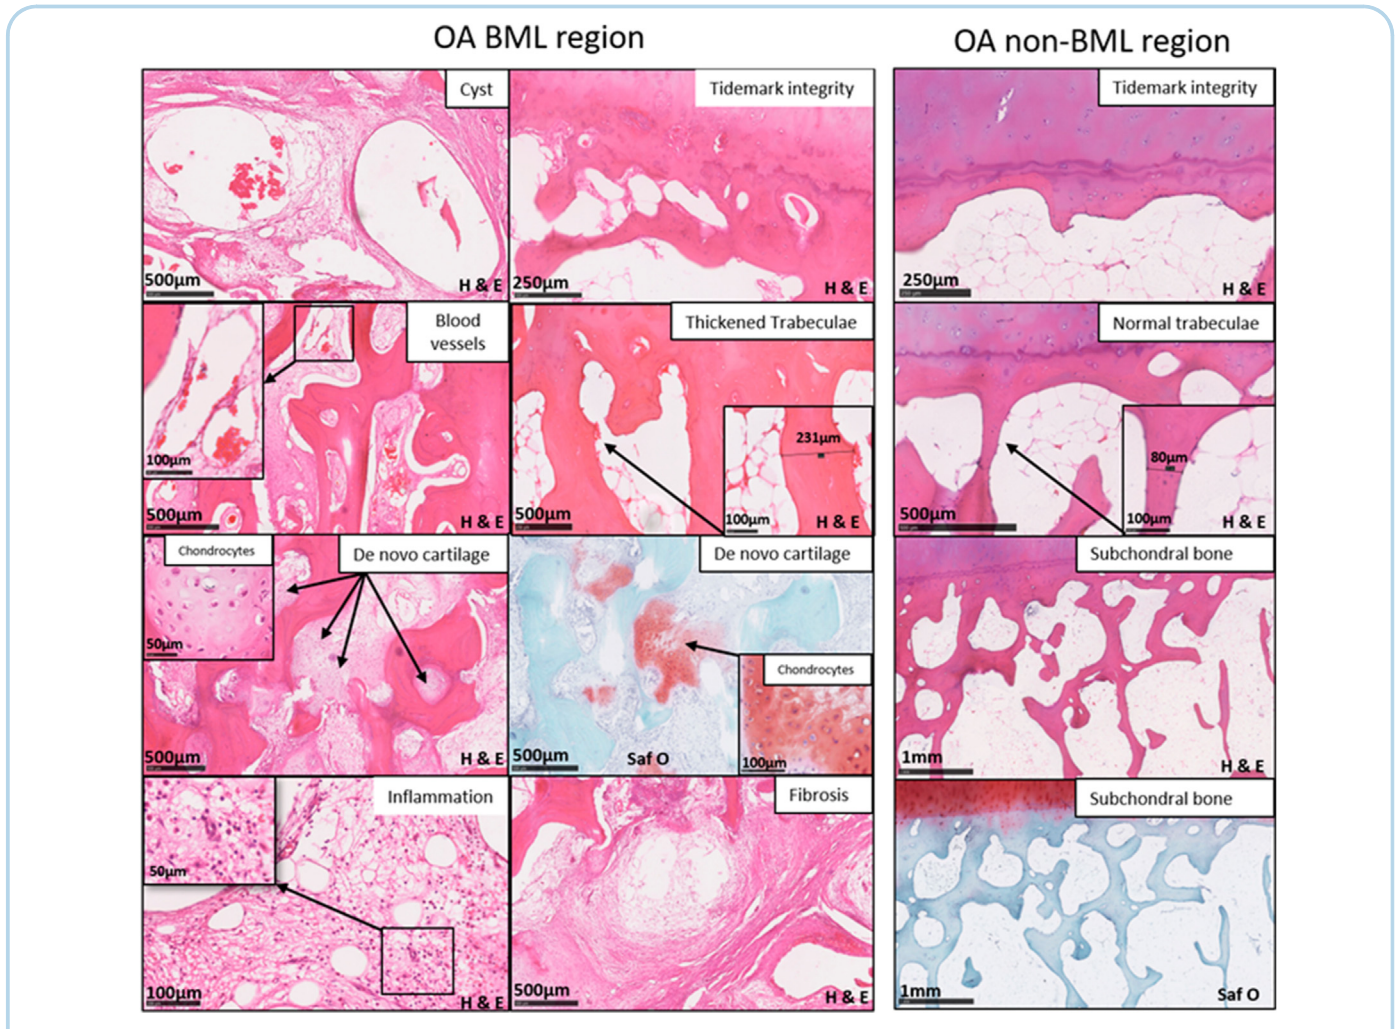 OA BML region
OA non-BML region
Cyst
500µm
H & E
Tidemark integrity
250µm
H & E
Tidemark integrity
250µm
H & E
Blood
vessels
100µm
500µm
H & E
Thickened Trabeculae
231µm
100µm
500µm
H & E
Normal trabeculae
80µm
100µm
500µm
H & E
Chondrocytes
De novo cartilage
50µm
500µm
H & E
De novo cartilage
Chondrocytes
100µm
500µm
Saf O
Subchondral bone
1mm
H & E
Inflammation
50µm
100µm
H & E
Fibrosis
500µm
H & E
Subchondral bone
1mm
Saf O